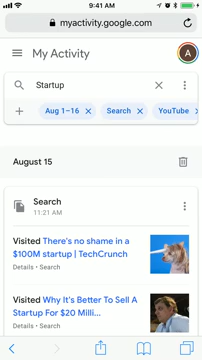 9:41 AM
myactivity.google.com
My Activity
A
Startup
Aug 1–16
Search
YouTube
August 15
Search
11:21 AM
Visited There's no shame in a
$100M startup | TechCrunch
Details • Search
Visited Why It's Better To Sell A
Startup For $20 Milli...
Details • Search